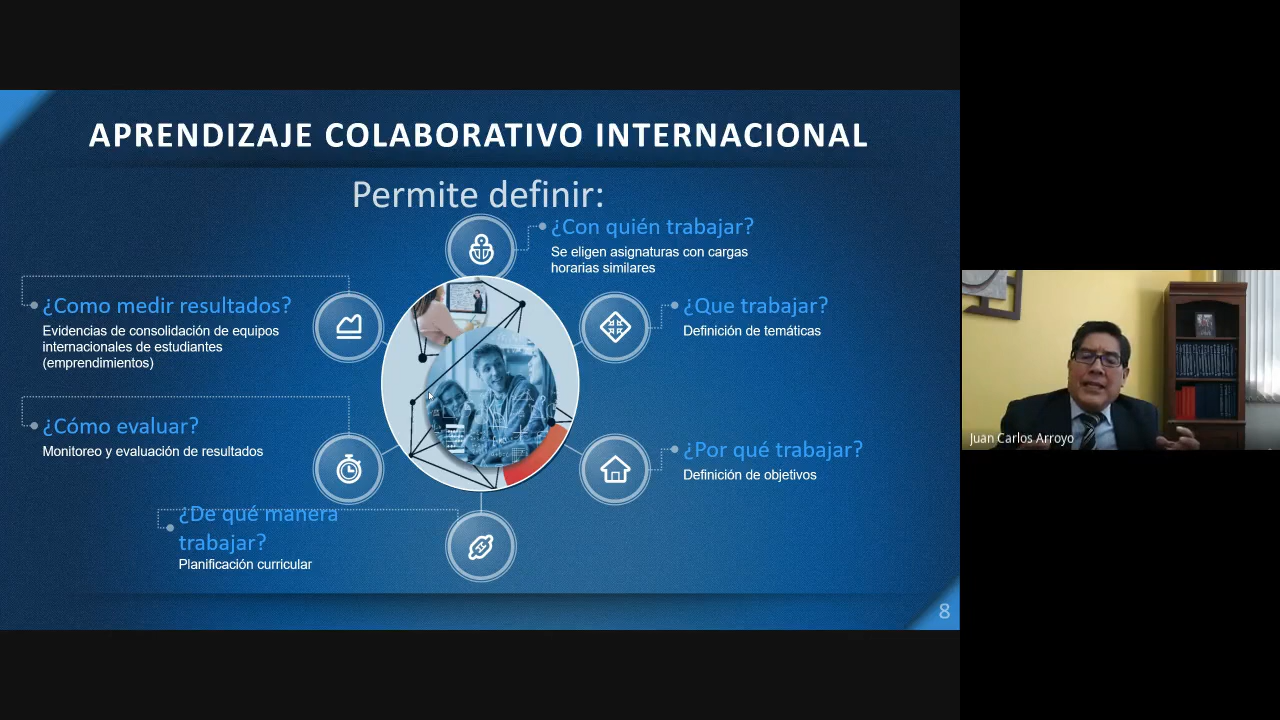 APRENDIZAJE COLABORATIVO INTERNACIONAL
Permite definir:
¿Con quién trabajar?
Se eligen asignaturas con cargas
horarias similares
¿Como medir resultados?
Evidencias de consolidación de equipos
internacionales de estudiantes
(emprendimientos)
¿Que trabajar?
Definición de temáticas
¿Cómo evaluar?
Monitoreo y evaluación de resultados
¿Por qué trabajar?
Definición de objetivos
¿De qué manera
trabajar?
Planificación curricular
8
Juan Carlos Arroyo